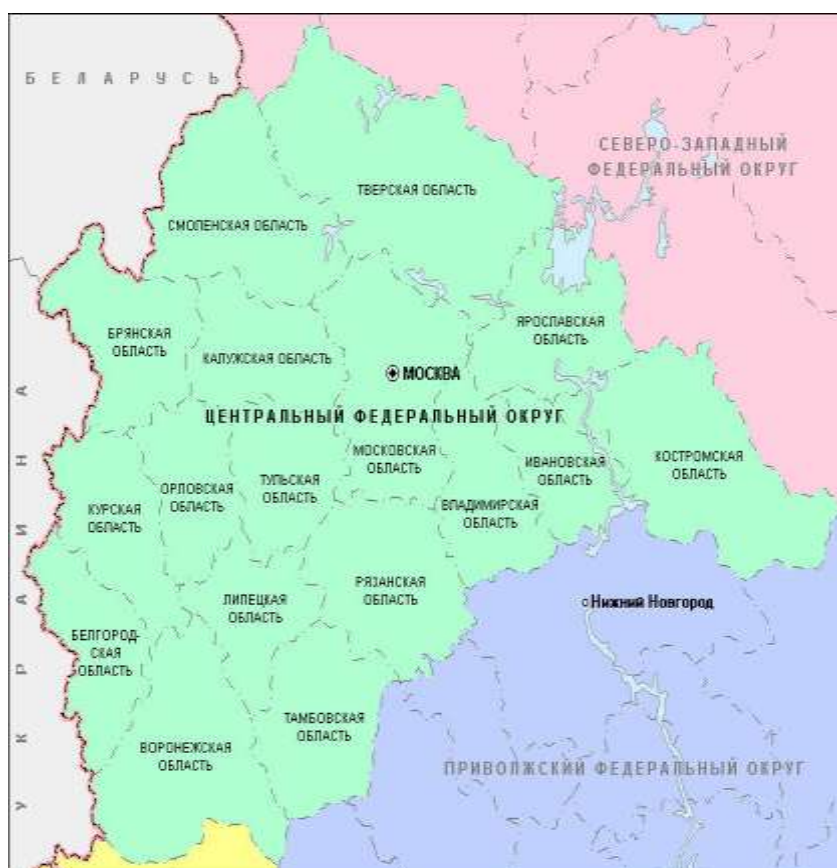 БЕЛАРУСЬ
СЕВЕРО-ЗАПАДНЫЙ
ФЕДЕРАЛЬНЫЙ ОКРУГ
ТВЕРСКАЯ ОБЛАСТЬ
СМОЛЕНСКАЯ ОБЛАСТЬ
БРЯНСКАЯ
ОБЛАСТЬ
КАЛУЖСКАЯ ОБЛАСТЬ
ЯРОСЛАВСКАЯ
ОБЛАСТЬ
МОСКВА
ЦЕНТРАЛЬНЫЙ ФЕДЕРАЛЬНЫЙ ОКРУГ
МОСКОВСКАЯ
ОБЛАСТЬ
ИВАНОВСКАЯ
ОБЛАСТЬ
КОСТРОМСКАЯ
ОБЛАСТЬ
КУРСКАЯ
ОБЛАСТЬ
ОРЛОВСКАЯ
ОБЛАСТЬ
ТУЛЬСКАЯ
ОБЛАСТЬ
ВЛАДИМИРСКАЯ
ОБЛАСТЬ
УКРАИНА
ЛИПЕЦКАЯ
ОБЛАСТЬ
РЯЗАНСКАЯ
ОБЛАСТЬ
Нижний Новгород
БЕЛГОРОД-
СКАЯ
ОБЛАСТЬ
ТАМБОВСКАЯ
ОБЛАСТЬ
ВОРОНЕЖСКАЯ
ОБЛАСТЬ
ПРИВОЛЖСКИЙ ФЕДЕРАЛЬНЫЙ ОКРУГ